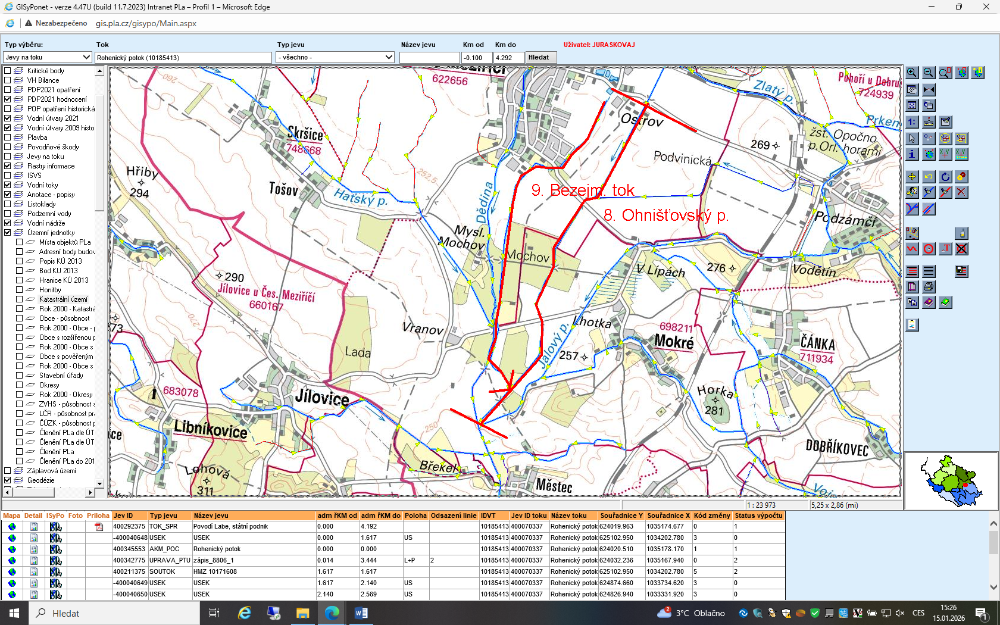 GISyPonet - verze 4.47U (build 11.7.2023) Intranet PLa – Profil 1 – Microsoft Edge
Nezabezpečeno gis.pla.cz/gisypo/Main.aspx
Typ výběru: Tok Typ jevu Název jevu Km od Km do Uživatel: JURASKOVAJ
Jevy na toku Rohenický potok (10185413) - všechno - -0.100 4.292 Hledat
Kritické body
VH Bilance
PDP2021 opatření
PDP2021 hodnocení
POP opatření historická
Vodní útvary 2021
Vodní útvary 2009 histo
Plavba
Povodňové škody
Jevy na toku
Rastry informace
ISVS
Vodní toky
Anotace - popisy
Listoklady
Podzemní vody
Vodní nádrže
Územní jednotky
Místa objektů PLa
Adresní body budov
Popis KÚ 2013
Bod KU 2013
Hranice KÚ 2013
Honitby
Katastrální území
Rok 2000 - Katastrá
Obce - působnost
Rok 2000 - Obce - p
Obce s rozšířenou p
Rok 2000 - Obce s
Obce s pověřeným
Rok 2000 - Obce s
Stavební úřady
Okresy
Rok 2000 - Okresy
ZVHS - působnost s
LČR - působnost pra
ČÚZK - působnost p
Členění PLa dle ÚT
Členění PLa dle ÚT
Členění PLa
Členění PLa do 201
Záplavová území
Geodézie
260
622656
Zlatý p.
Pohoří u Dobru
724939
Skršice
748668
Ostrov
Prken
269
žst. Opočno
p. Orl. horami
Hřiby
294
252,5
Podvinická
Tošov
Haťský p.
Dědina
9. Bezejm. tok
8. Ohnišťovský p.
Podzámčí
Mysl.
Mochov
Mochov
V Lípách
276
Vodětín
290
Jílovice u Čes. Meziříčí
660167
270
73
Vranov
Lhotka
698211
Mokré
ČÁNKA
711934
Lada
257
alový p.
683078
Jílovice
Horka
281
Libníkovice
ce
250
DOBŘÍKOVEC
Lohová
311
Břekel
Městec
Voj
1 : 23 973 5,25 x 2,86 (mi)
Mapa Detail ISyPo Foto Priloha Jev ID Typ jevu Název jevu adm řKM od adm řKM do Poloha Odsazení linie IDVT Jev ID toku Název toku Souřadnice Y Souřadnice X Kód změny Status výpočtu
400292375 TOK_SPR Povodí Labe, státní podnik 0.000 4.192 10185413 400070337 Rohenický potok 624019.963 1035174.677 0 1
-400040648 USEK USEK 0.000 1.617 US 10185413 400070337 Rohenický potok 625102.950 1034202.780 3 0
400345553 AKM_POC Rohenický potok 0.000 0.000 10185413 400070337 Rohenický potok 624020.510 1035178.170 1 1
400342775 UPRAVA_PTU zápis_8806_1 0.014 3.444 L+P 2 10185413 400070337 Rohenický potok 624032.236 1035167.940 0 2
400211375 SOUTOK HMZ 10171608 1.617 1.617 10185413 400070337 Rohenický potok 625102.950 1034202.780 5 2
-400040649 USEK USEK 1.617 2.140 US 10185413 400070337 Rohenický potok 624874.660 1033734.620 3 0
-400040650 USEK USEK 2.140 2.569 US 10185413 400070337 Rohenický potok 624826.940 1033331.920 3 0
Hledat 2 3°C Oblačno CES 15:26
15.01.2026 1